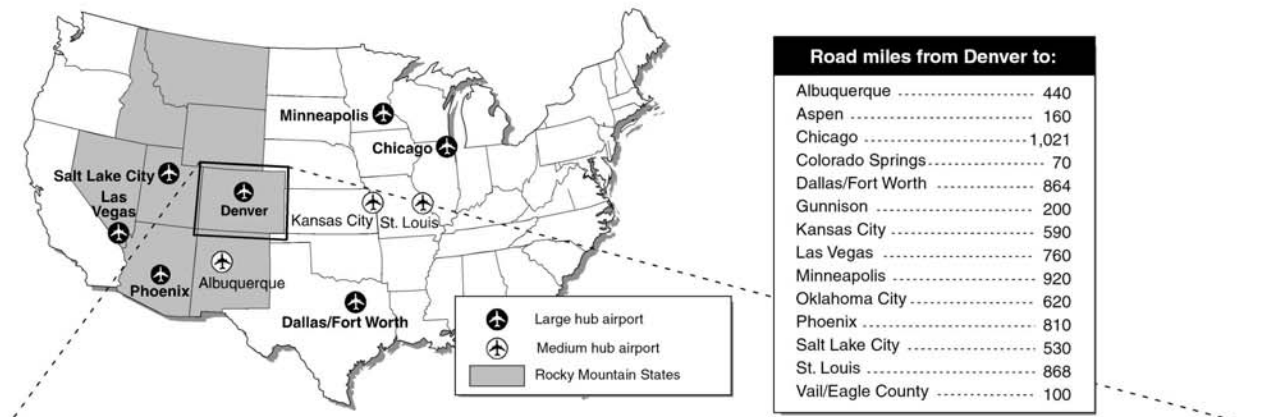 Minneapolis
Chicago
Salt Lake City
Las
Vegas
Denver
Kansas City
St. Louis
Phoenix
Albuquerque
Dallas/Fort Worth
Large hub airport
Medium hub airport
Rocky Mountain States
Road miles from Denver to:
Albuquerque 440
Aspen 160
Chicago 1,021
Colorado Springs 70
Dallas/Fort Worth 864
Gunnison 200
Kansas City 590
Las Vegas 760
Minneapolis 920
Oklahoma City 620
Phoenix 810
Salt Lake City 530
St. Louis 868
Vail/Eagle County 100